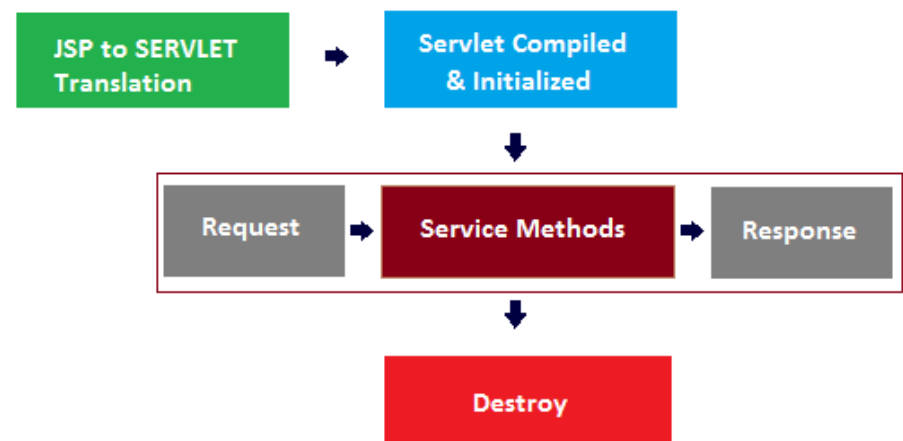 JSP to SERVLET
Translation
Servlet Compiled
& Initialized
Request
Service Methods
Response
Destroy